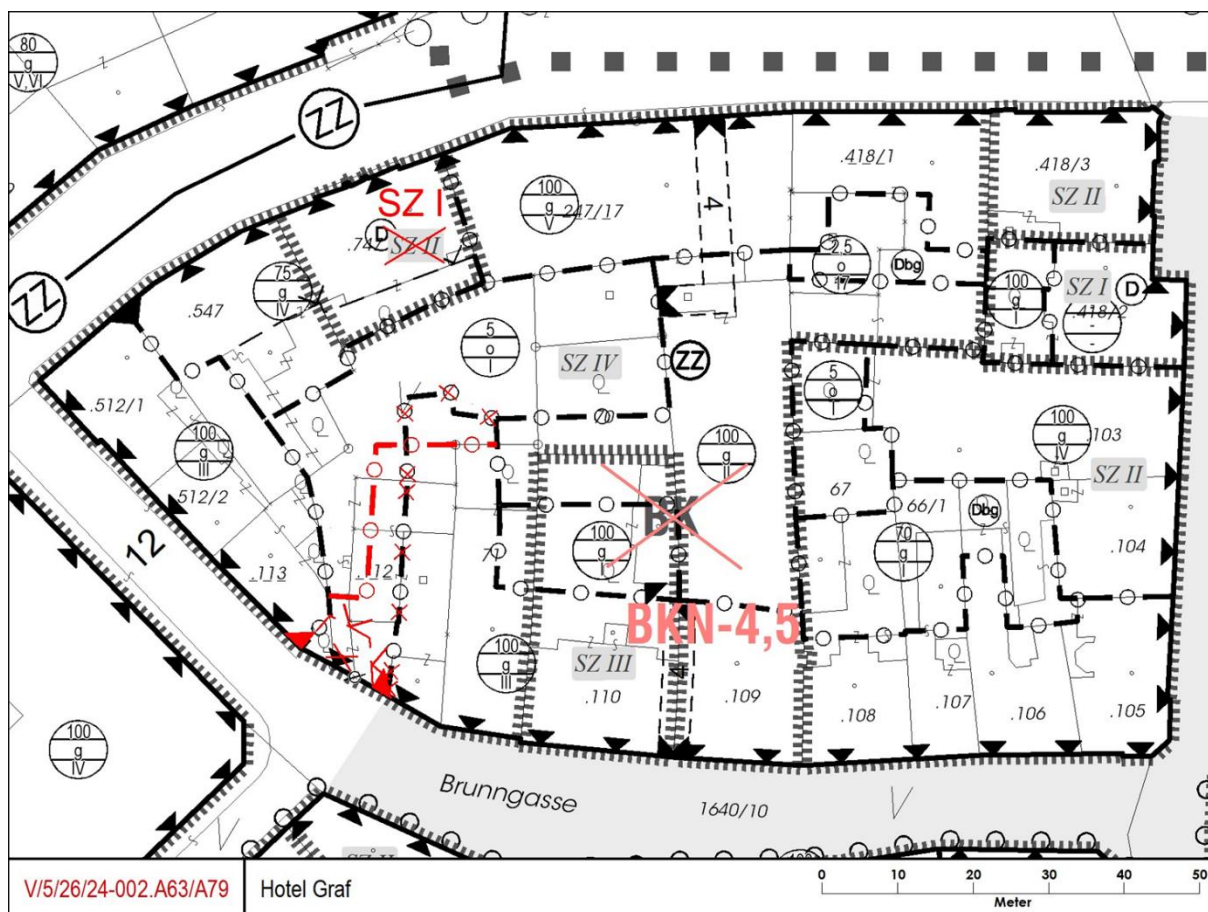 80
g
V,VI
ZZ
.418/1
.418/3
SZ II
SZ I
D
.747
SZ II
100
g
V
247/17
4
2,5
o
17
Dbg
100
g
I
SZ I
D
.418/2
-
-
ZZ
75
g
IV
.547
5
o
I
SZ IV
70
ZZ
5
o
I
.512/1
100
g
III
.512/2
100
g
II
100
g
IV
.103
SZ II
67
66/1
Dbg
BK
100
g
I
71
70
g
I
.104
12
.113
.112
BKN-4,5
100
g
III
SZ III
4
.110
.109
.108
.107
.106
.105
100
g
IV
Brunngasse
1640/10
SZ II
V/5/26/24-002.A63/A79
Hotel Graf
0 10 20 30 40 50
Meter